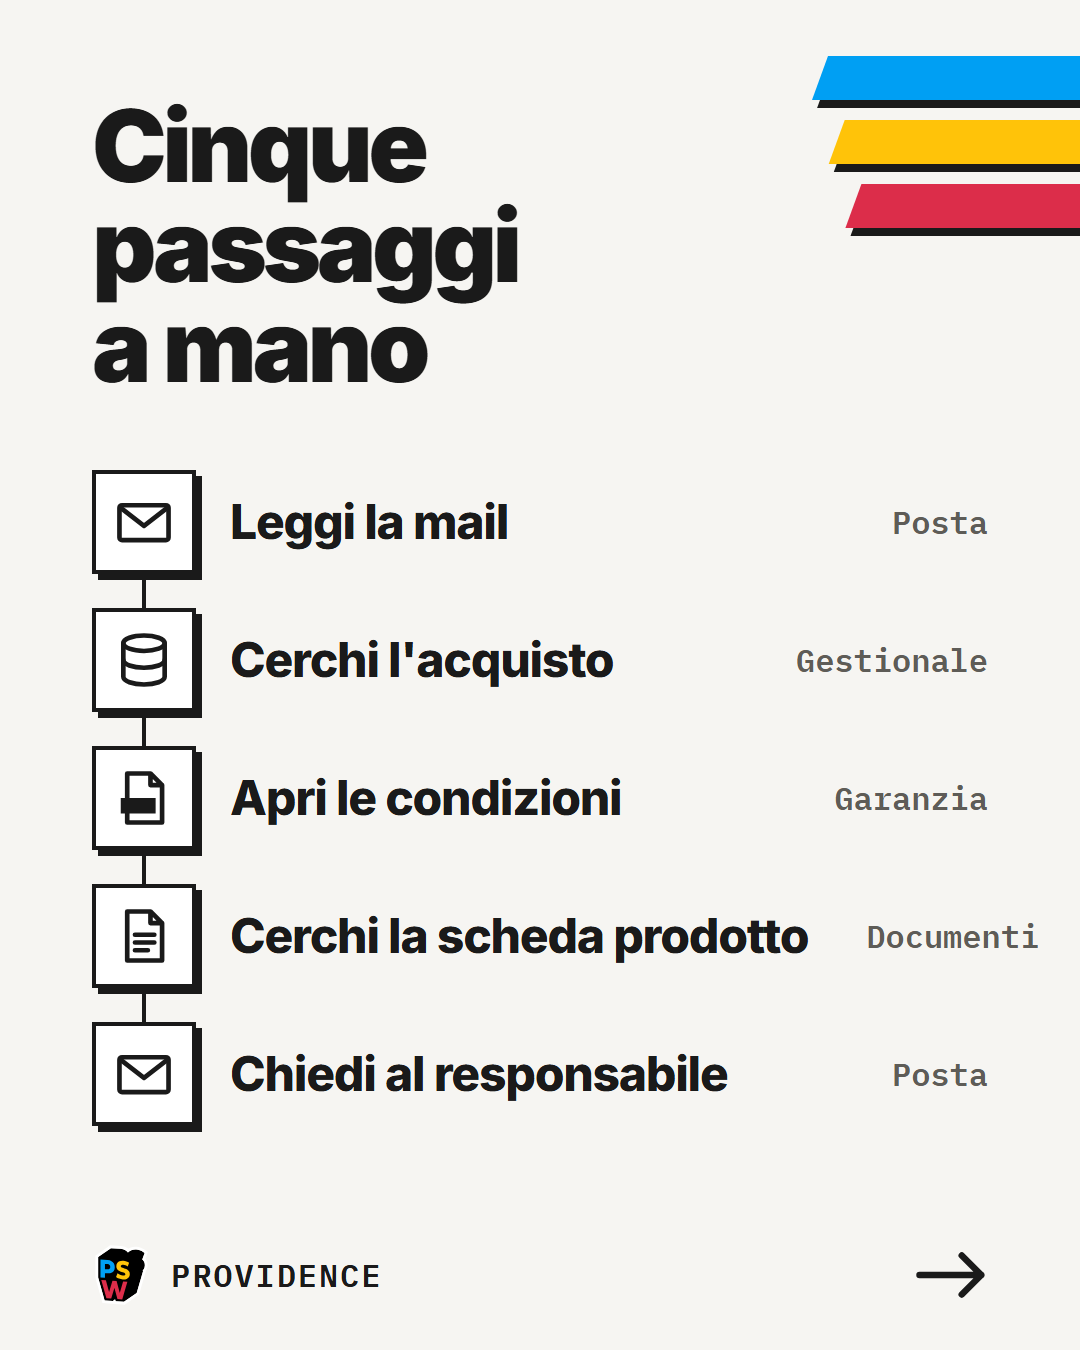 Cinque
passaggi
a mano
Leggi la mail Posta
Cerchi l'acquisto Gestionale
Apri le condizioni Garanzia
Cerchi la scheda prodotto Documenti
Chiedi al responsabile Posta
PSW PROVIDENCE